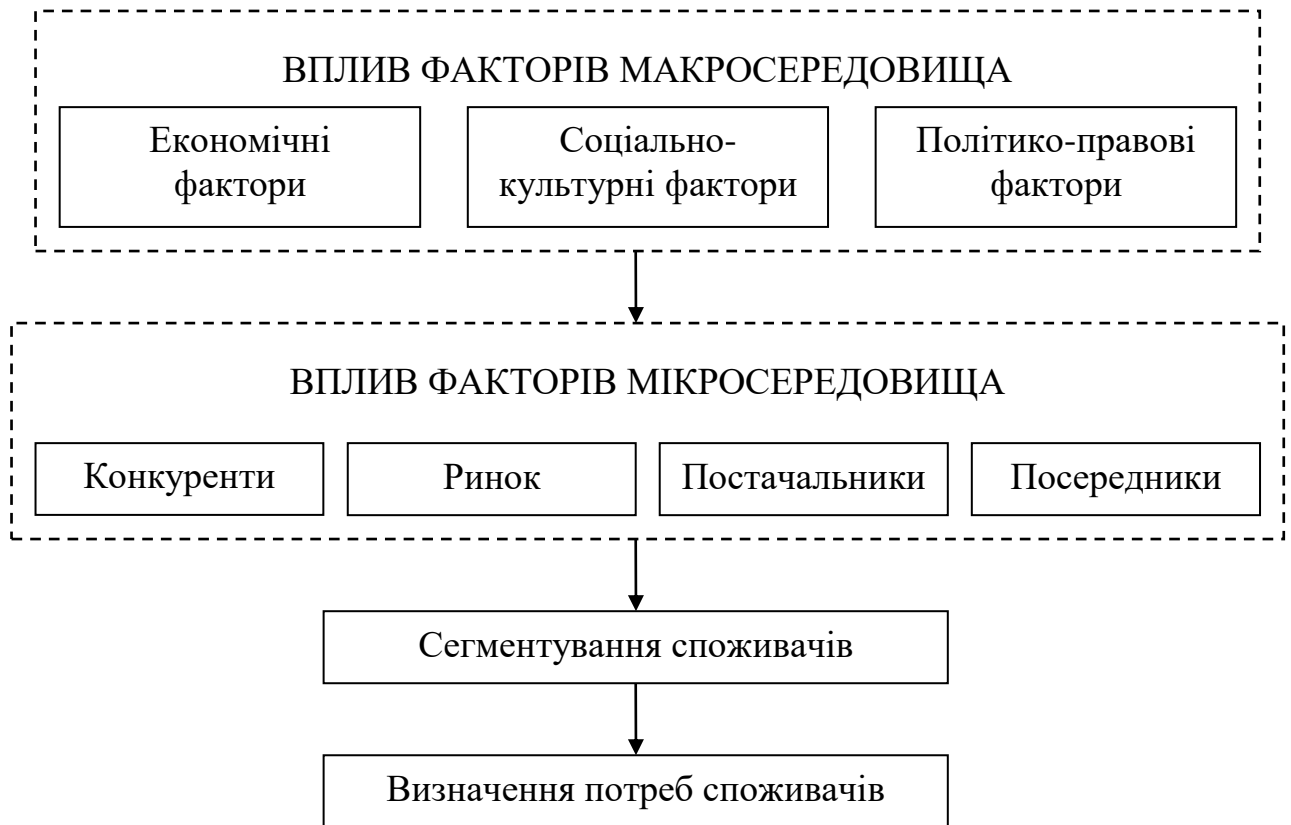 ВПЛИВ ФАКТОРІВ МАКРОСЕРЕДОВИЩА
Економічні
фактори
Соціально-
культурні фактори
Політико-правові
фактори
ВПЛИВ ФАКТОРІВ МІКРОСЕРЕДОВИЩА
Конкуренти
Ринок
Постачальники
Посередники
Сегментування споживачів
Визначення потреб споживачів